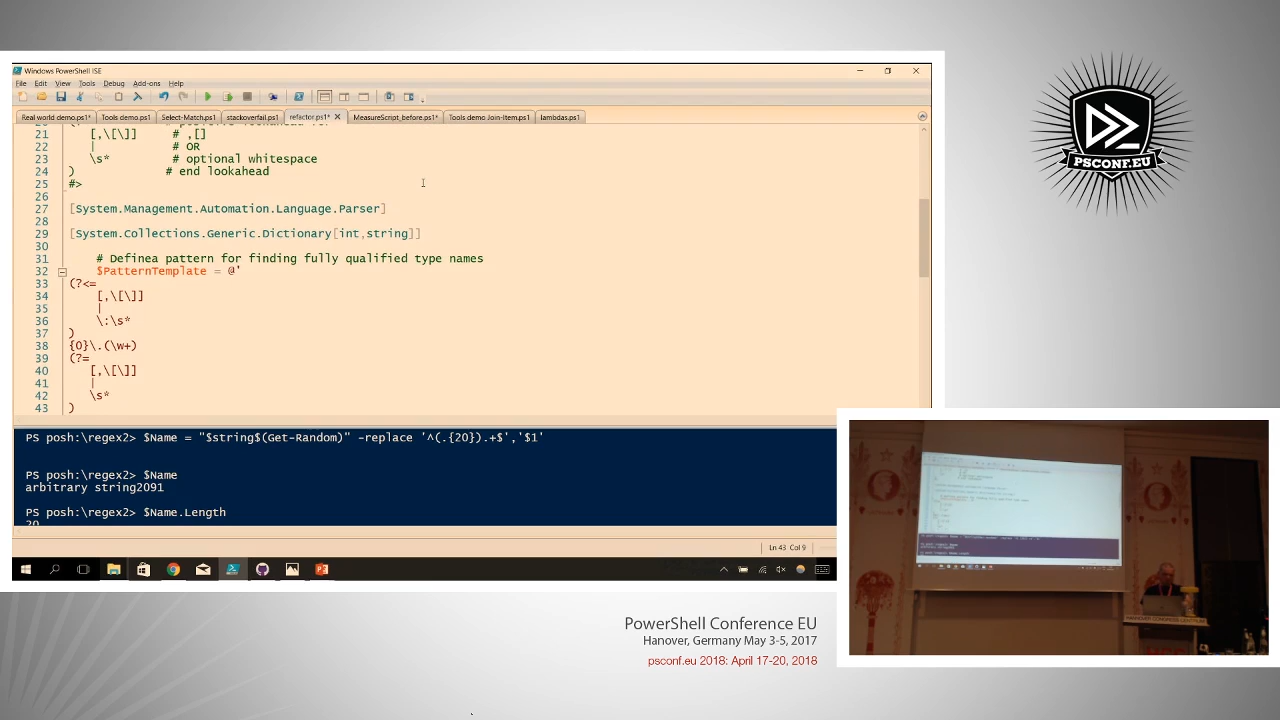 Windows PowerShell ISE
File Edit View Tools Debug Add-ons Help
Real world demo.ps1* Tools demo.ps1 Select-Match.ps1 stackoverfail.ps1 refactor.ps1* MeasureScript_before.ps1* Tools demo Join-Item.ps1 lambdas.ps1
21 [,\[\]] # ,[]
22 | # OR
23 \s* # optional whitespace
24 ) # end lookahead
25 #>
26
27 [System.Management.Automation.Language.Parser]
28
29 [System.Collections.Generic.Dictionary[int,string]]
30
31 # Definea pattern for finding fully qualified type names
32 $PatternTemplate = @'
33 (?<=
34 [,\[\]]
35 |
36 \:\s*
37 )
38 {0}\.(\w+)
39 (?=
40 [,\[\]]
41 |
42 \s*
43 )
PS posh:\regex2> $Name = "$string$(Get-Random)" -replace '^(.{20}).+$','$1'
PS posh:\regex2> $Name
arbitrary string2091
PS posh:\regex2> $Name.Length
20
Ln 43 Col 9
PSCONF.EU
HANNOVER CONGRESS CENTRUM
PowerShell Conference EU
Hanover, Germany May 3-5, 2017
psconf.eu 2018: April 17-20, 2018